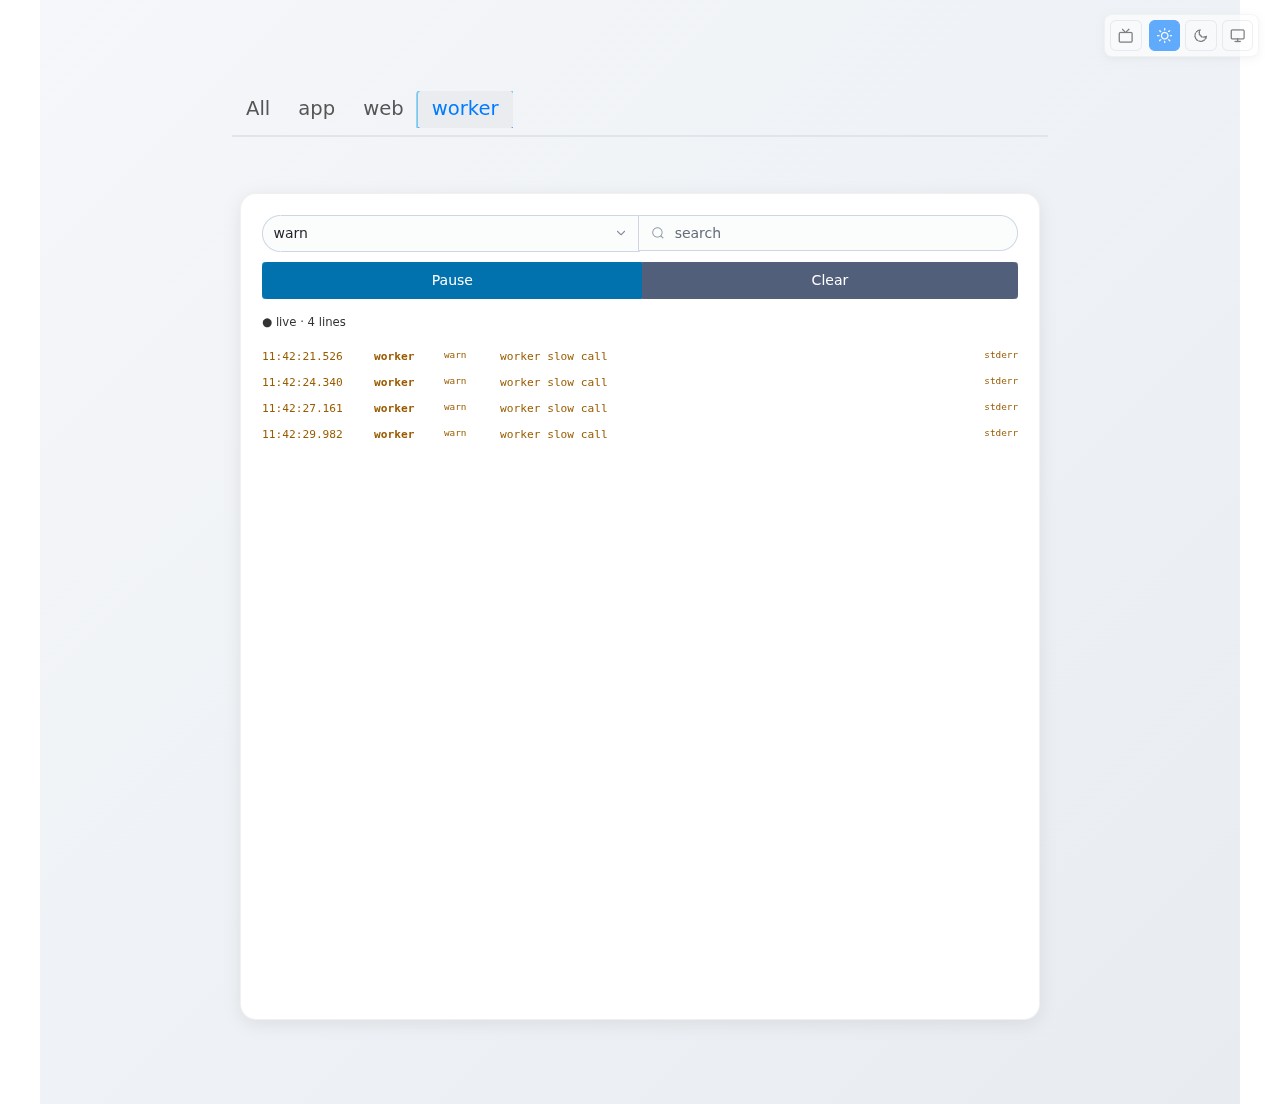 All app web worker
warn search
Pause Clear
● live · 4 lines
11:42:21.526 worker warn worker slow call stderr
11:42:24.340 worker warn worker slow call stderr
11:42:27.161 worker warn worker slow call stderr
11:42:29.982 worker warn worker slow call stderr